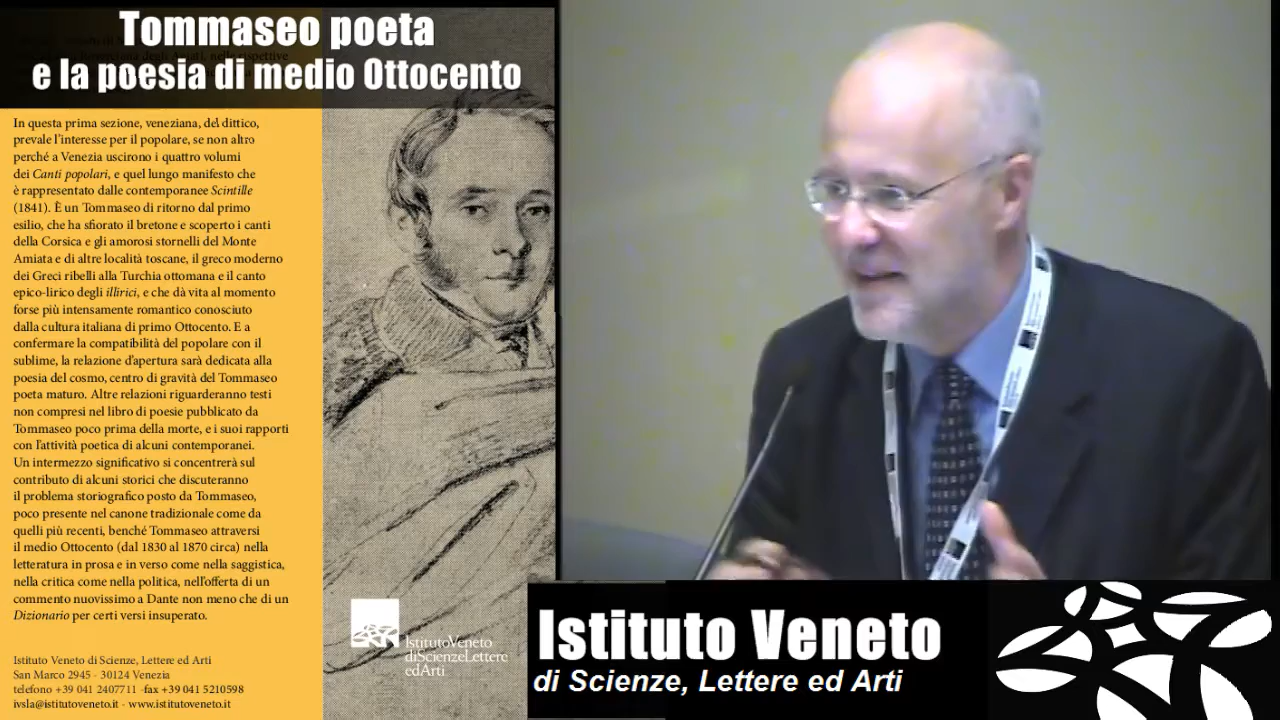 Tommaseo poeta
e la poesia di medio Ottocento
In questa prima sezione, veneziana, del dittico,
prevale l'interesse per il popolare, se non altro
perché a Venezia uscirono i quattro volumi
dei Canti popolari, e quel lungo manifesto che
è rappresentato dalle contemporanee Scintille
(1841). È un Tommaseo di ritorno dal primo
esilio, che ha sfiorato il bretone e scoperto i canti
della Corsica e gli amorosi stornelli del Monte
Amiata e di altre località toscane, il greco moderno
dei Greci ribelli alla Turchia ottomana e il canto
epico-lirico degli illirici, e che dà vita al momento
forse più intensamente romantico conosciuto
dalla cultura italiana di primo Ottocento. E a
confermare la compatibilità del popolare con il
sublime, la relazione d'apertura sarà dedicata alla
poesia del cosmo, centro di gravità del Tommaseo
poeta maturo. Altre relazioni riguarderanno testi
non compresi nel libro di poesie pubblicato da
Tommaseo poco prima della morte, e i suoi rapporti
con l'attività poetica di alcuni contemporanei.
Un intermezzo significativo si concentrerà sul
contributo di alcuni storici che discuteranno
il problema storiografico posto da Tommaseo,
poco presente nel canone tradizionale come da
quelli più recenti, benché Tommaseo attraversi
il medio Ottocento (dal 1830 al 1870 circa) nella
letteratura in prosa e in verso come nella saggistica,
nella critica come nella politica, nell'offerta di un
commento nuovissimo a Dante non meno che di un
Dizionario per certi versi insuperato.
Istituto Veneto di Scienze, Lettere ed Arti
San Marco 2945 - 30124 Venezia
telefono +39 041 2407711 -fax +39 041 5210598
ivsla@istitutoveneto.it - www.istitutoveneto.it
IstitutoVeneto
diScienzeLettere
edArti
Istituto Veneto
di Scienze, Lettere ed Arti